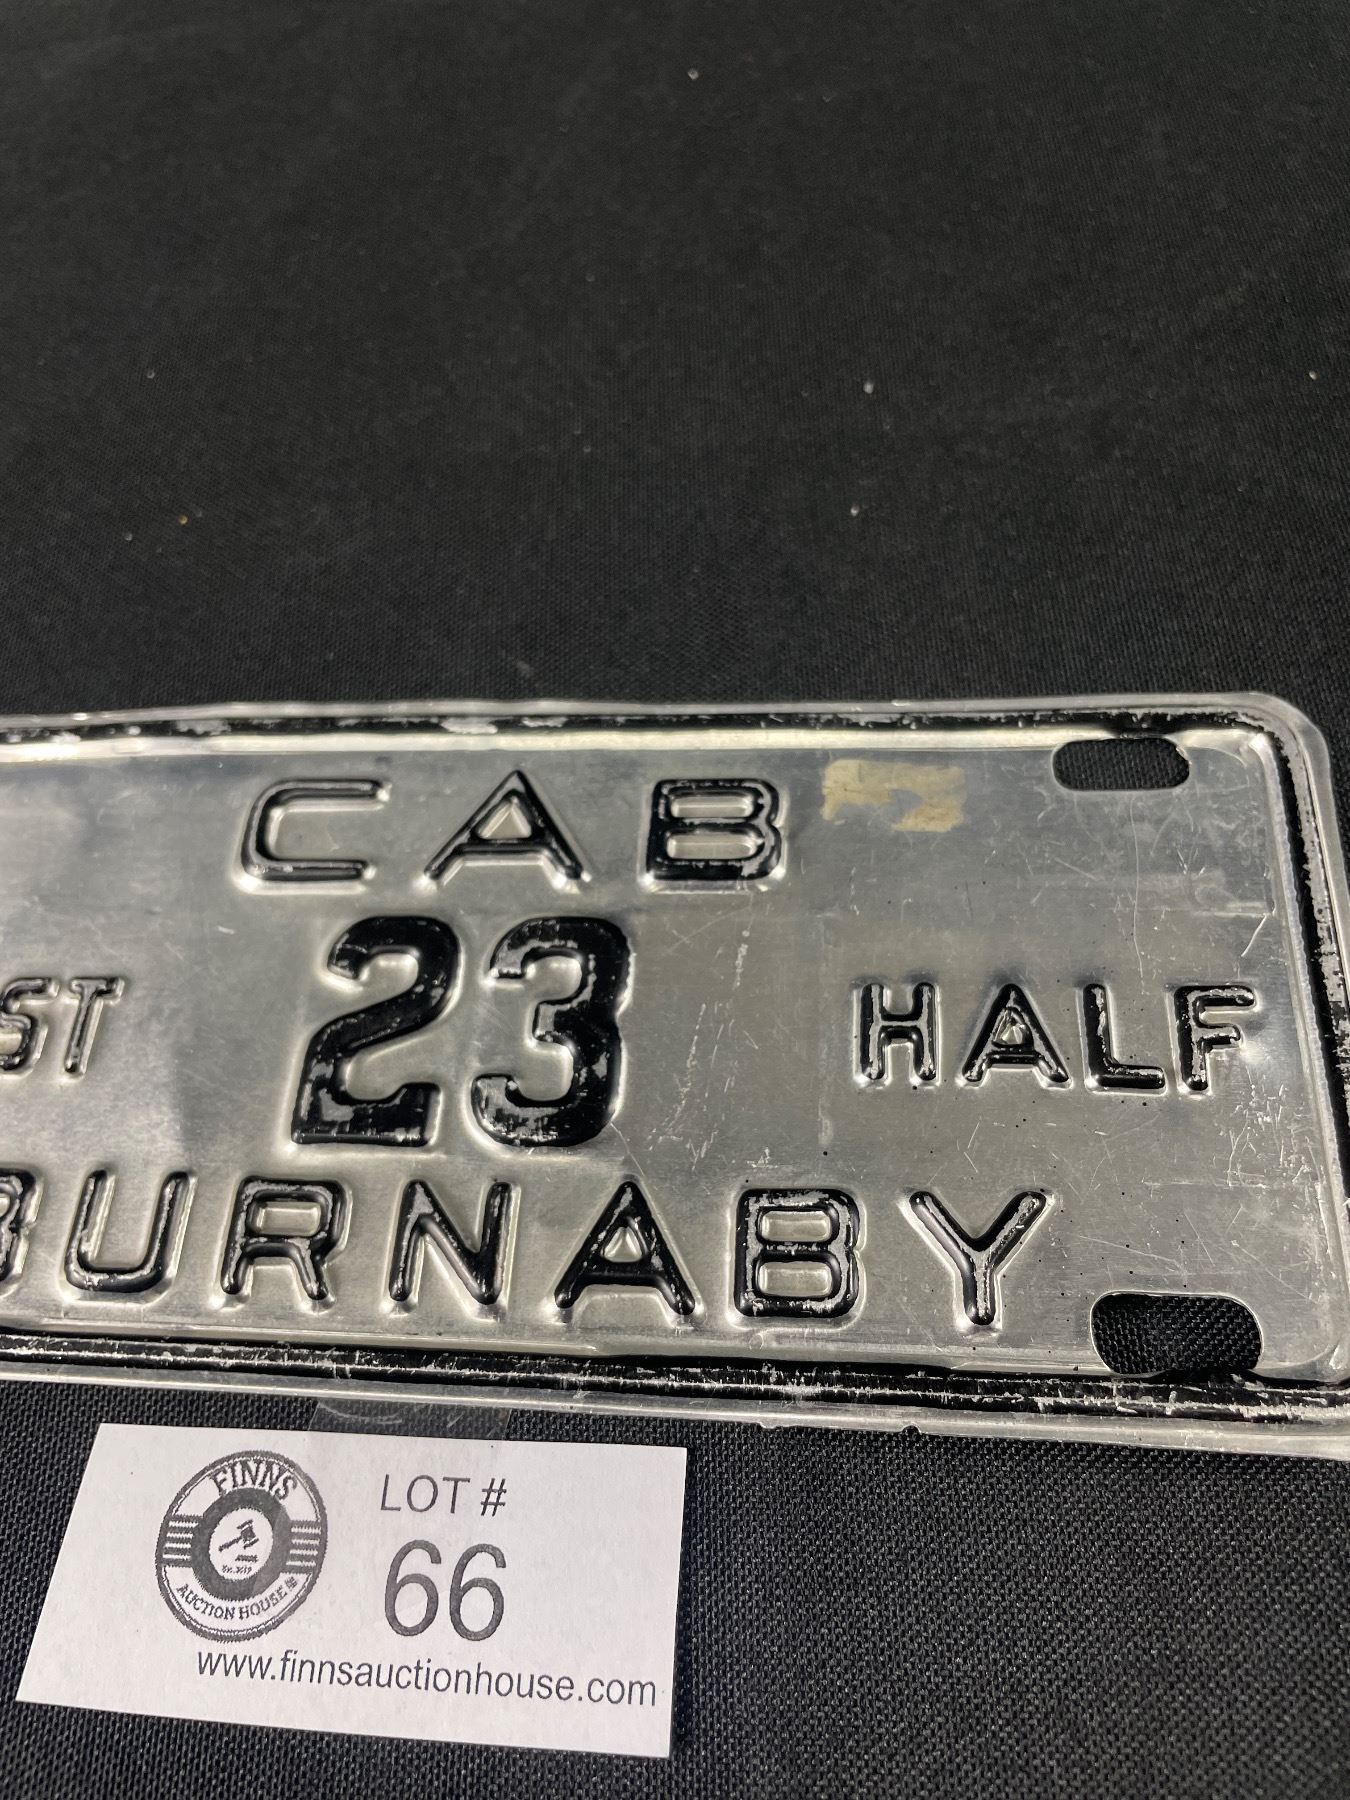 CAB
ST 23 HALF
BURNABY
FINNS
AUCTION HOUSE
LOT #
66
www.finnsauctionhouse.com